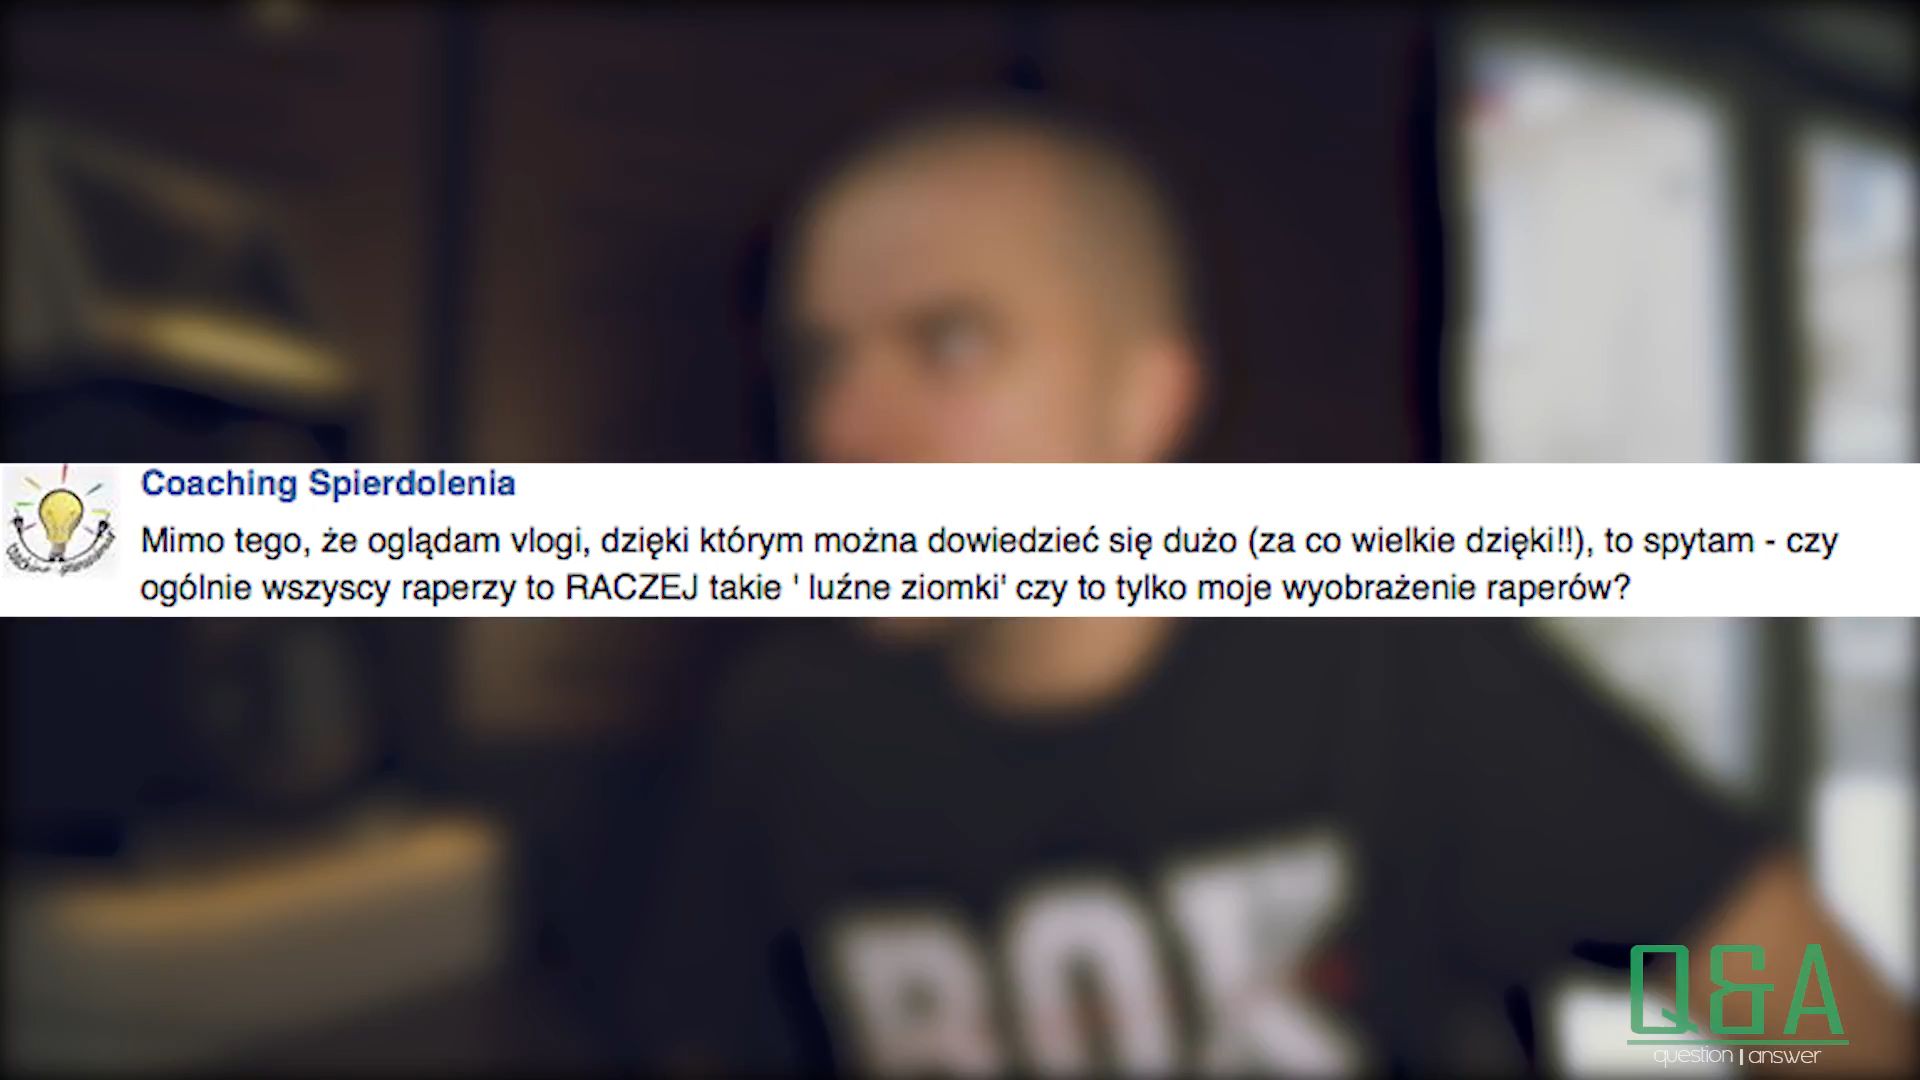 Coaching Spierdolenia
Mimo tego, że oglądam vlogi, dzięki którym można dowiedzieć się dużo (za co wielkie dzięki!!), to spytam - czy
ogólnie wszyscy raperzy to RACZEJ takie ' luźne ziomki' czy to tylko moje wyobrażenie raperów?
Q&A
question | answer